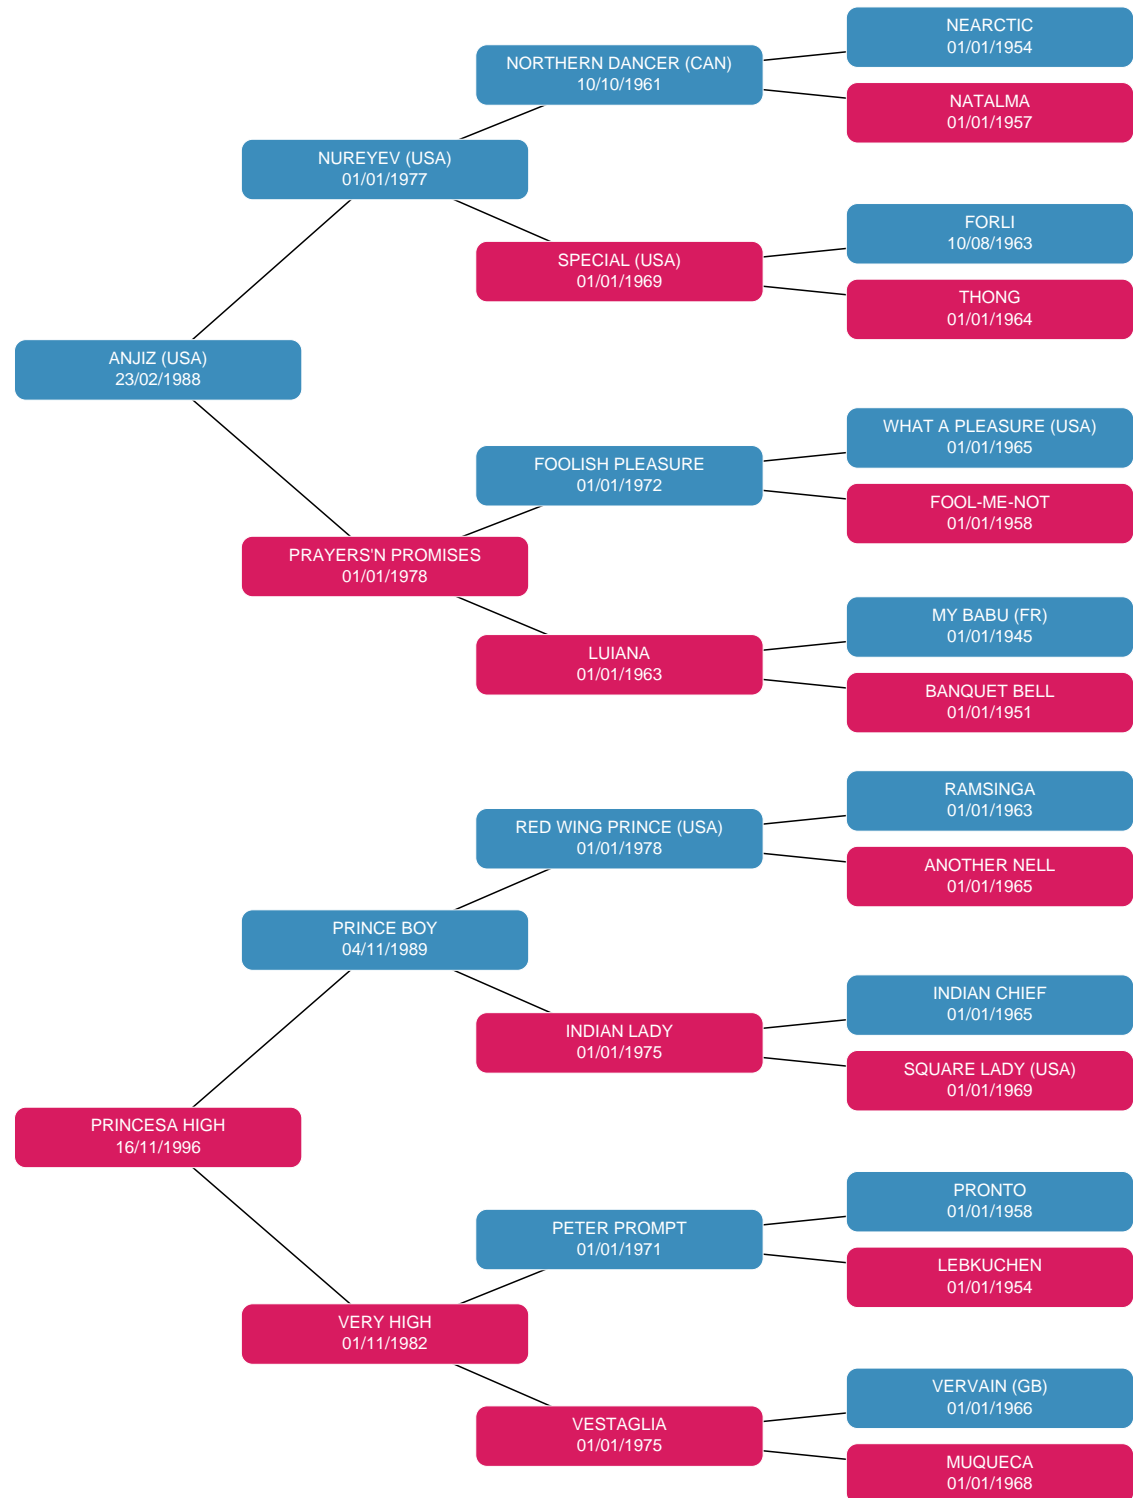 NEARCTIC
01/01/1954
NORTHERN DANCER (CAN)
10/10/1961
NATALMA
01/01/1957
NUREYEV (USA)
01/01/1977
FORLI
10/08/1963
SPECIAL (USA)
01/01/1969
THONG
01/01/1964
ANJIZ (USA)
23/02/1988
WHAT A PLEASURE (USA)
01/01/1965
FOOLISH PLEASURE
01/01/1972
FOOL-ME-NOT
01/01/1958
PRAYERS'N PROMISES
01/01/1978
MY BABU (FR)
01/01/1945
LUIANA
01/01/1963
BANQUET BELL
01/01/1951
RAMSINGA
01/01/1963
RED WING PRINCE (USA)
01/01/1978
ANOTHER NELL
01/01/1965
PRINCE BOY
04/11/1989
INDIAN CHIEF
01/01/1965
INDIAN LADY
01/01/1975
SQUARE LADY (USA)
01/01/1969
PRINCESA HIGH
16/11/1996
PRONTO
01/01/1958
PETER PROMPT
01/01/1971
LEBKUCHEN
01/01/1954
VERY HIGH
01/11/1982
VERVAIN (GB)
01/01/1966
VESTAGLIA
01/01/1975
MUQUECA
01/01/1968